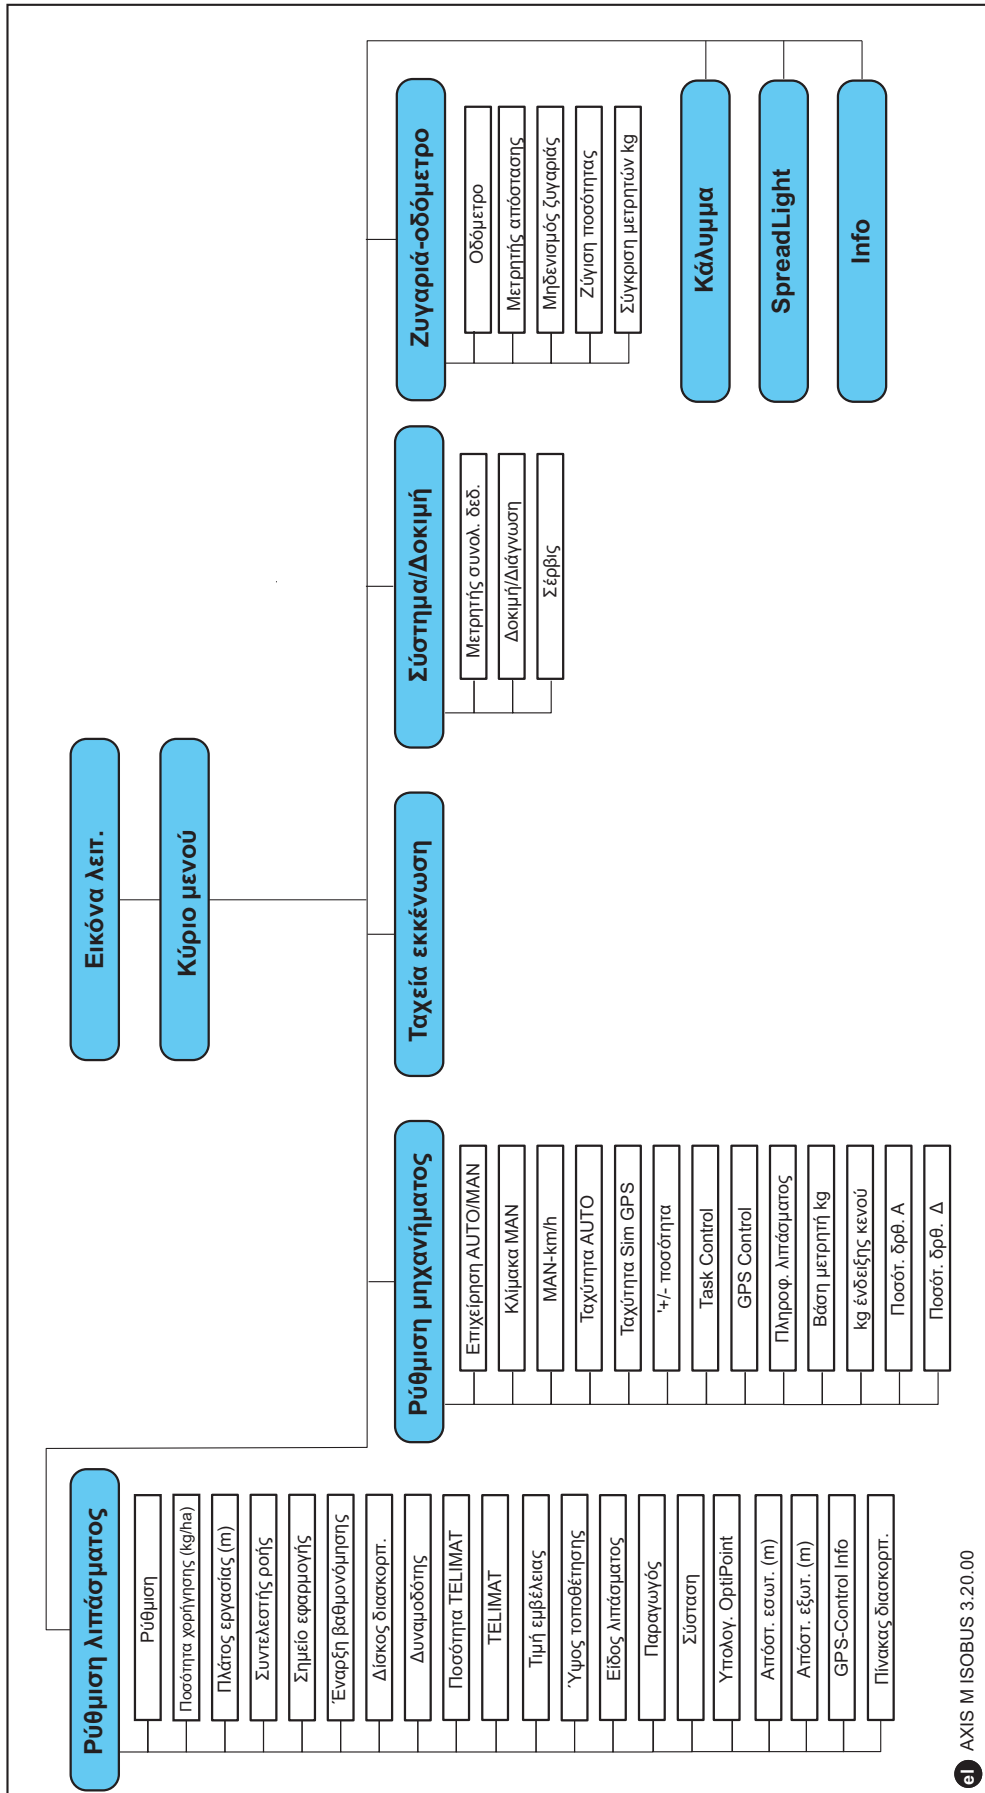 Εικόνα λειτ.
Κύριο μενού
Ρύθμιση λιπάσματος
Ρύθμιση
Ποσότητα χορήγησης (kg/ha)
Πλάτος εργασίας (m)
Συντελεστής ροής
Σημείο εφαρμογής
Έναρξη βαθμονόμησης
Δίσκος διασκορπ.
Δυναμοδότης
Ποσότητα TELIMAT
TELIMAT
Τιμή εμβέλειας
Ύψος τοποθέτησης
Είδος λιπάσματος
Παραγωγός
Σύσταση
Υπολογ. OptiPoint
Απόστ. εσωτ. (m)
Απόστ. εξωτ. (m)
GPS-Control Info
Πίνακας διασκορπ.
Ρύθμιση μηχανήματος
Επιχείρηση AUTO/MAN
Κλίμακα MAN
MAN-km/h
Ταχύτητα AUTO
Ταχύτητα Sim GPS
'+/- ποσότητα
Task Control
GPS Control
Πληροφ. λιπάσματος
Βάση μετρητή kg
kg ένδειξης κενού
Ποσότ. δρθ. Α
Ποσότ. δρθ. Δ
Ταχεία εκκένωση
Σύστημα/Δοκιμή
Μετρητής συνολ. δεδ.
Δοκιμή/Διάγνωση
Σέρβις
Ζυγαριά-οδόμετρο
Οδόμετρο
Μετρητής απόστασης
Μηδενισμός ζυγαριάς
Ζύγιση ποσότητας
Σύγκριση μετρητών kg
Κάλυμμα
SpreadLight
Info
el AXIS M ISOBUS 3.20.00